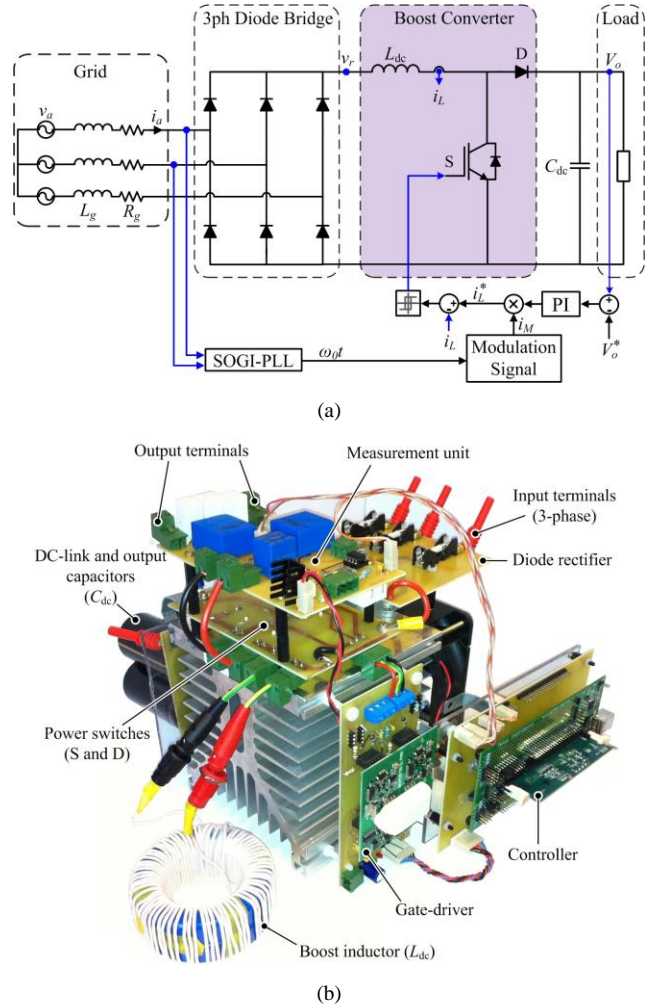 3ph Diode Bridge
Boost Converter
Load
Grid
v_r
L_dc
D
V_o
i_L
v_a
i_a
S
C_dc
L_g
R_g
i_L^*
PI
i_L
i_M
V_o^*
SOGI-PLL
ω_0t
Modulation
Signal
(a)
Output terminals
Measurement unit
Input terminals
(3-phase)
DC-link and output
capacitors
(C_dc)
Diode rectifier
Power switches
(S and D)
Controller
Gate-driver
Boost inductor (L_dc)
(b)